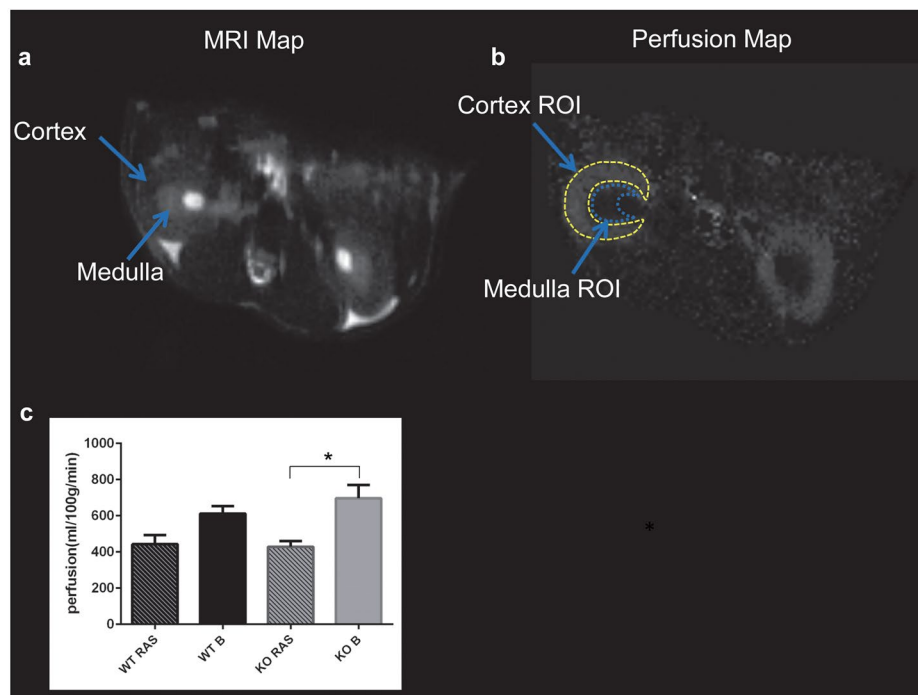 MRI Map
Perfusion Map
a
b
Cortex
Medulla
Cortex ROI
Medulla ROI
c
perfusion(ml/100g/min)
1000
800
600
400
200
0
*
WT RAS
WT B
KO RAS
KO B
*